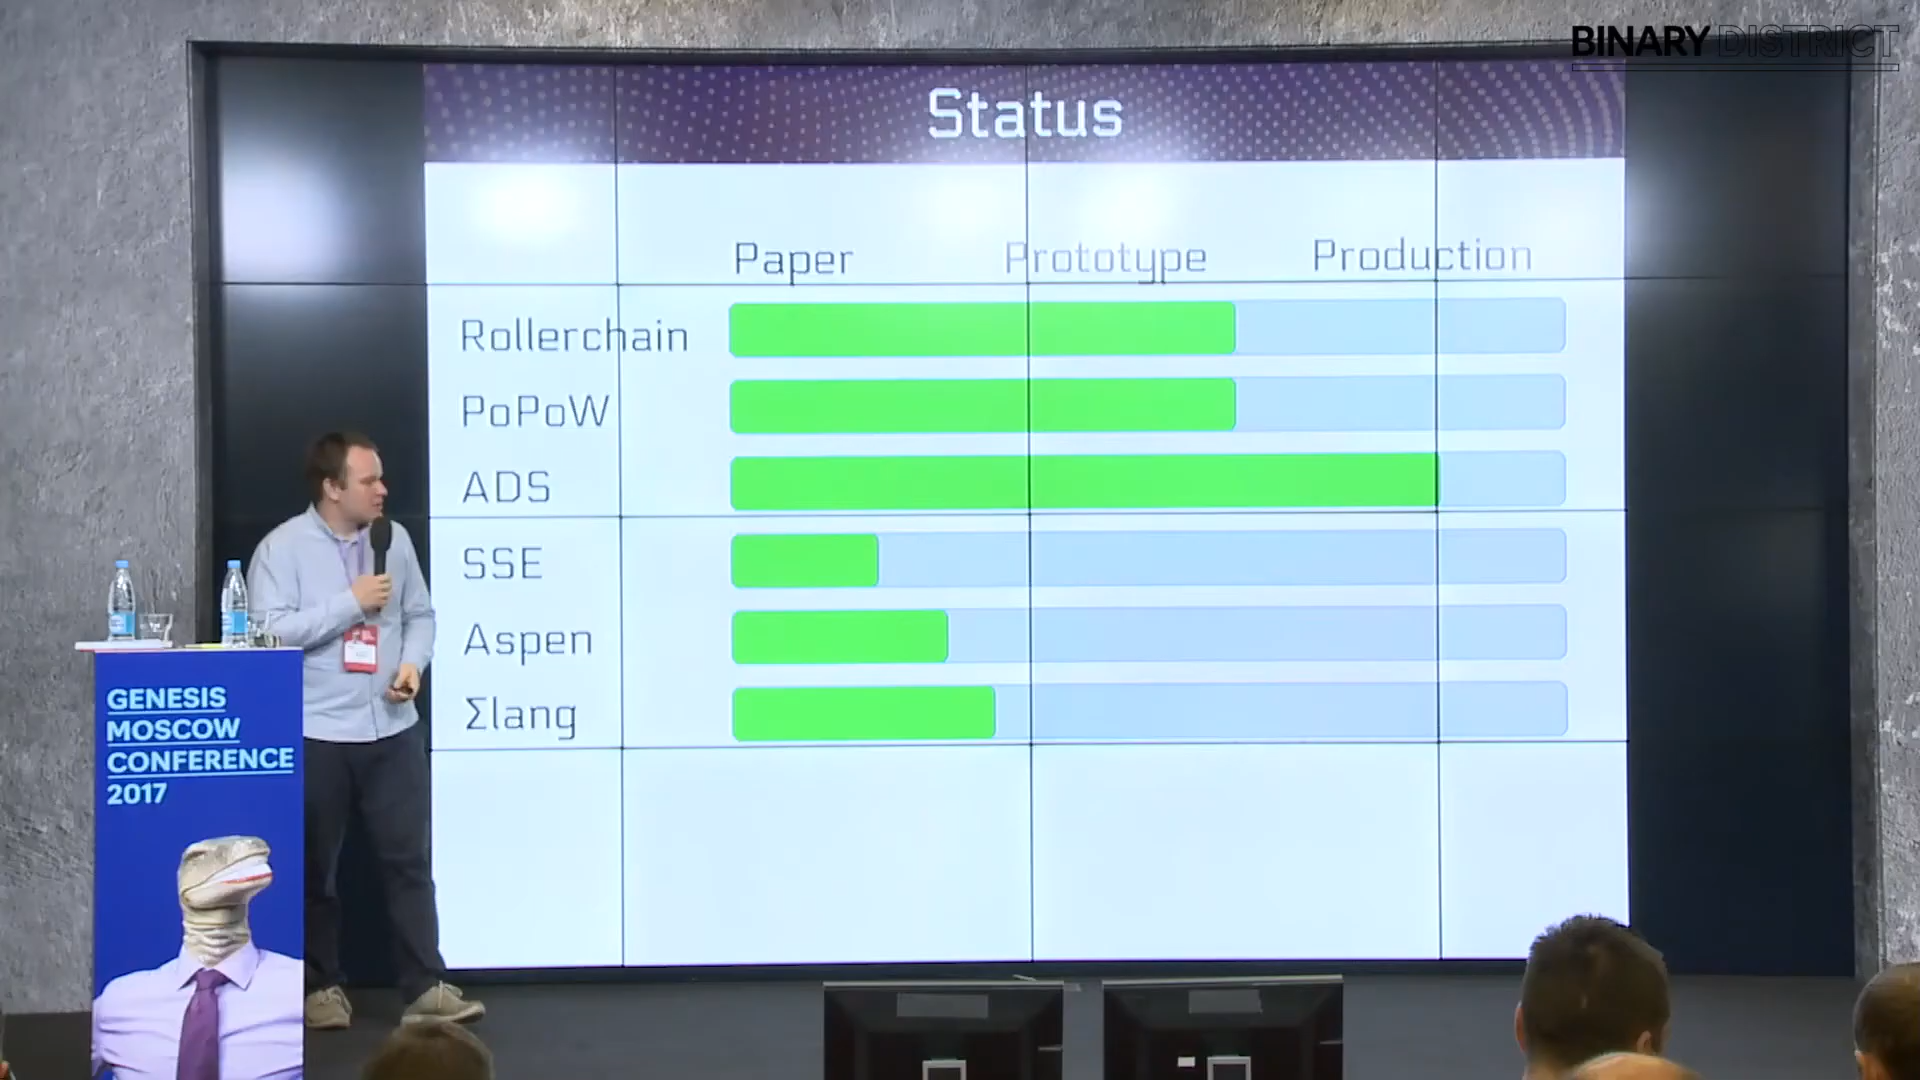 BINARY DISTRICT
Status
Paper Prototype Production
Rollerchain
PoPoW
ADS
SSE
Aspen
Σlang
GENESIS
MOSCOW
CONFERENCE
2017